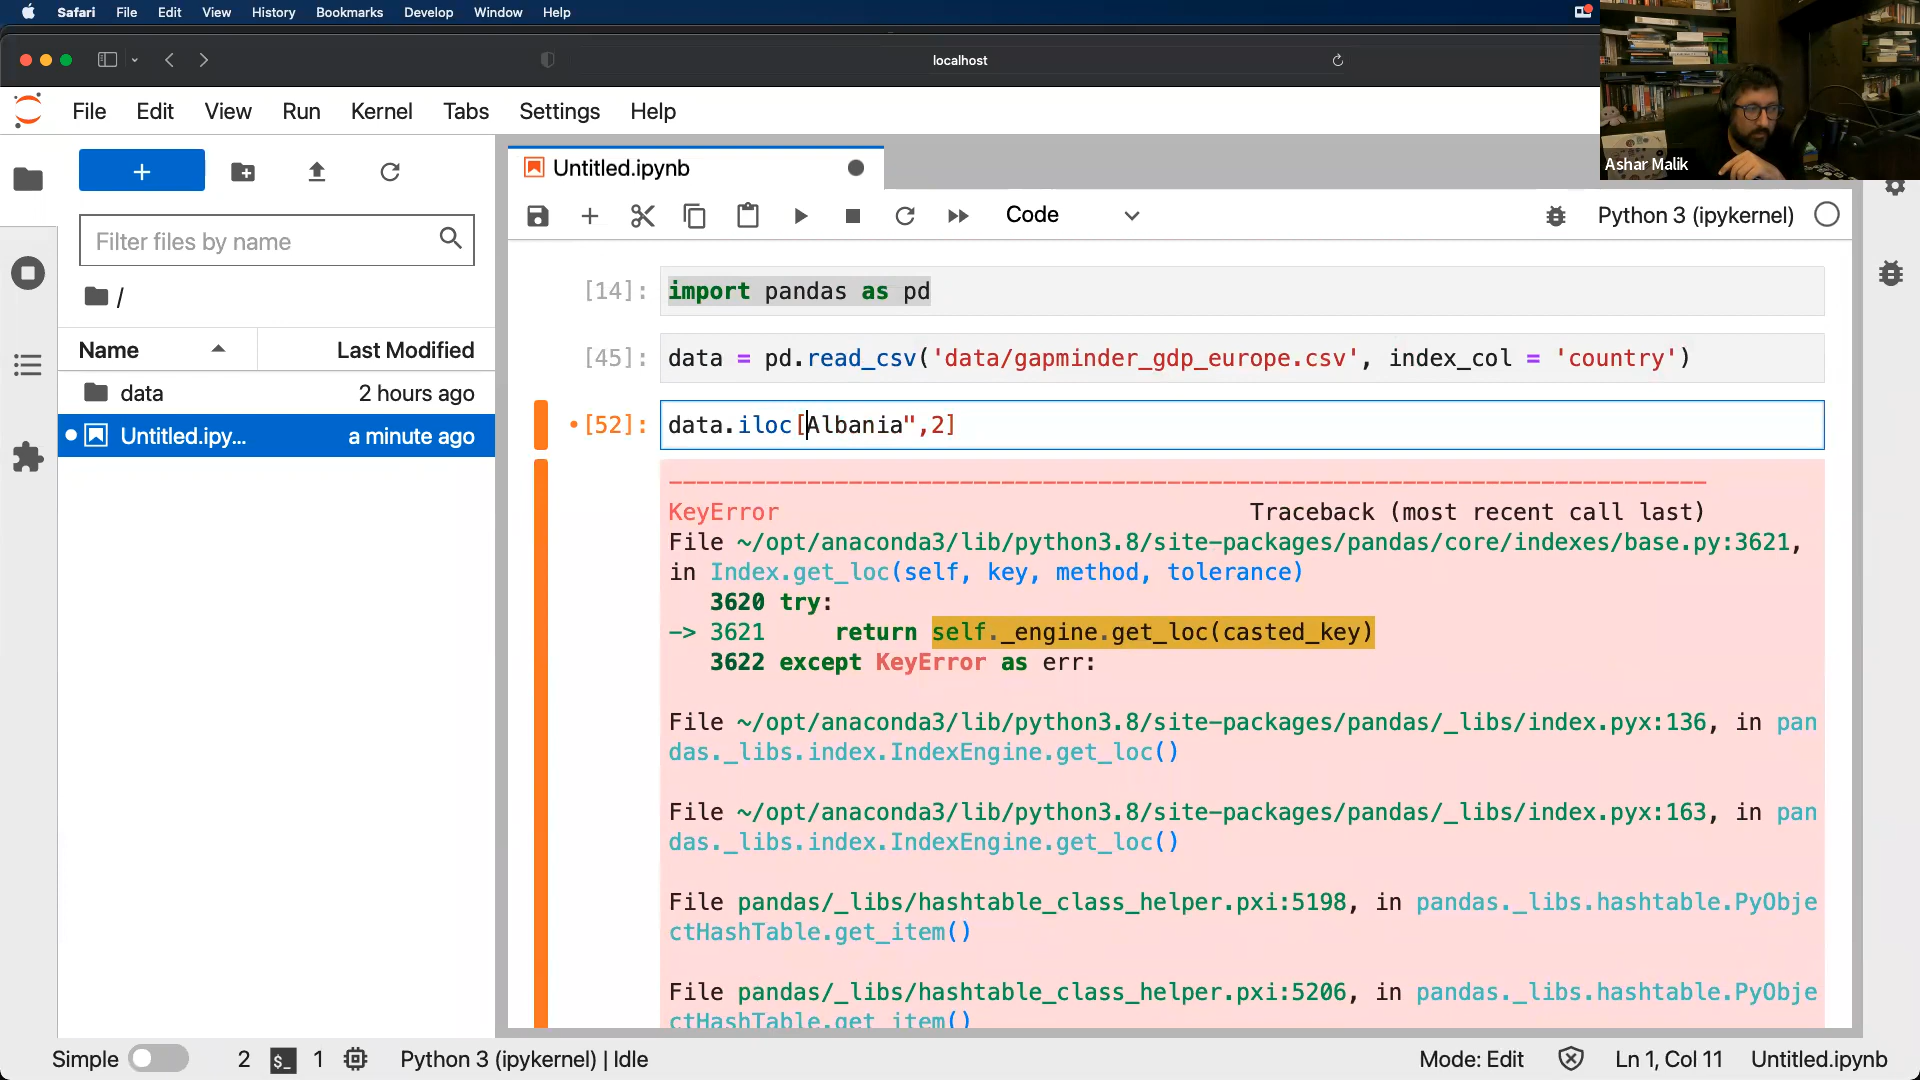 Safari File Edit View History Bookmarks Develop Window Help
localhost
File Edit View Run Kernel Tabs Settings Help
Ashar Malik
+
Untitled.ipynb
Code
Python 3 (ipykernel)
Filter files by name
/
Name Last Modified
data 2 hours ago
Untitled.ipy... a minute ago
[14]: import pandas as pd
[45]: data = pd.read_csv('data/gapminder_gdp_europe.csv', index_col = 'country')
[52]: data.iloc[Albania",2]
---------------------------------------------------------------------------
KeyError Traceback (most recent call last)
File ~/opt/anaconda3/lib/python3.8/site-packages/pandas/core/indexes/base.py:3621,
in Index.get_loc(self, key, method, tolerance)
3620 try:
-> 3621 return self._engine.get_loc(casted_key)
3622 except KeyError as err:
File ~/opt/anaconda3/lib/python3.8/site-packages/pandas/_libs/index.pyx:136, in pan
das._libs.index.IndexEngine.get_loc()
File ~/opt/anaconda3/lib/python3.8/site-packages/pandas/_libs/index.pyx:163, in pan
das._libs.index.IndexEngine.get_loc()
File pandas/_libs/hashtable_class_helper.pxi:5198, in pandas._libs.hashtable.PyObje
ctHashTable.get_item()
File pandas/_libs/hashtable_class_helper.pxi:5206, in pandas._libs.hashtable.PyObje
ctHashTable.get_item()
Simple 2 $_ 1 Python 3 (ipykernel) | Idle Mode: Edit Ln 1, Col 11 Untitled.ipynb